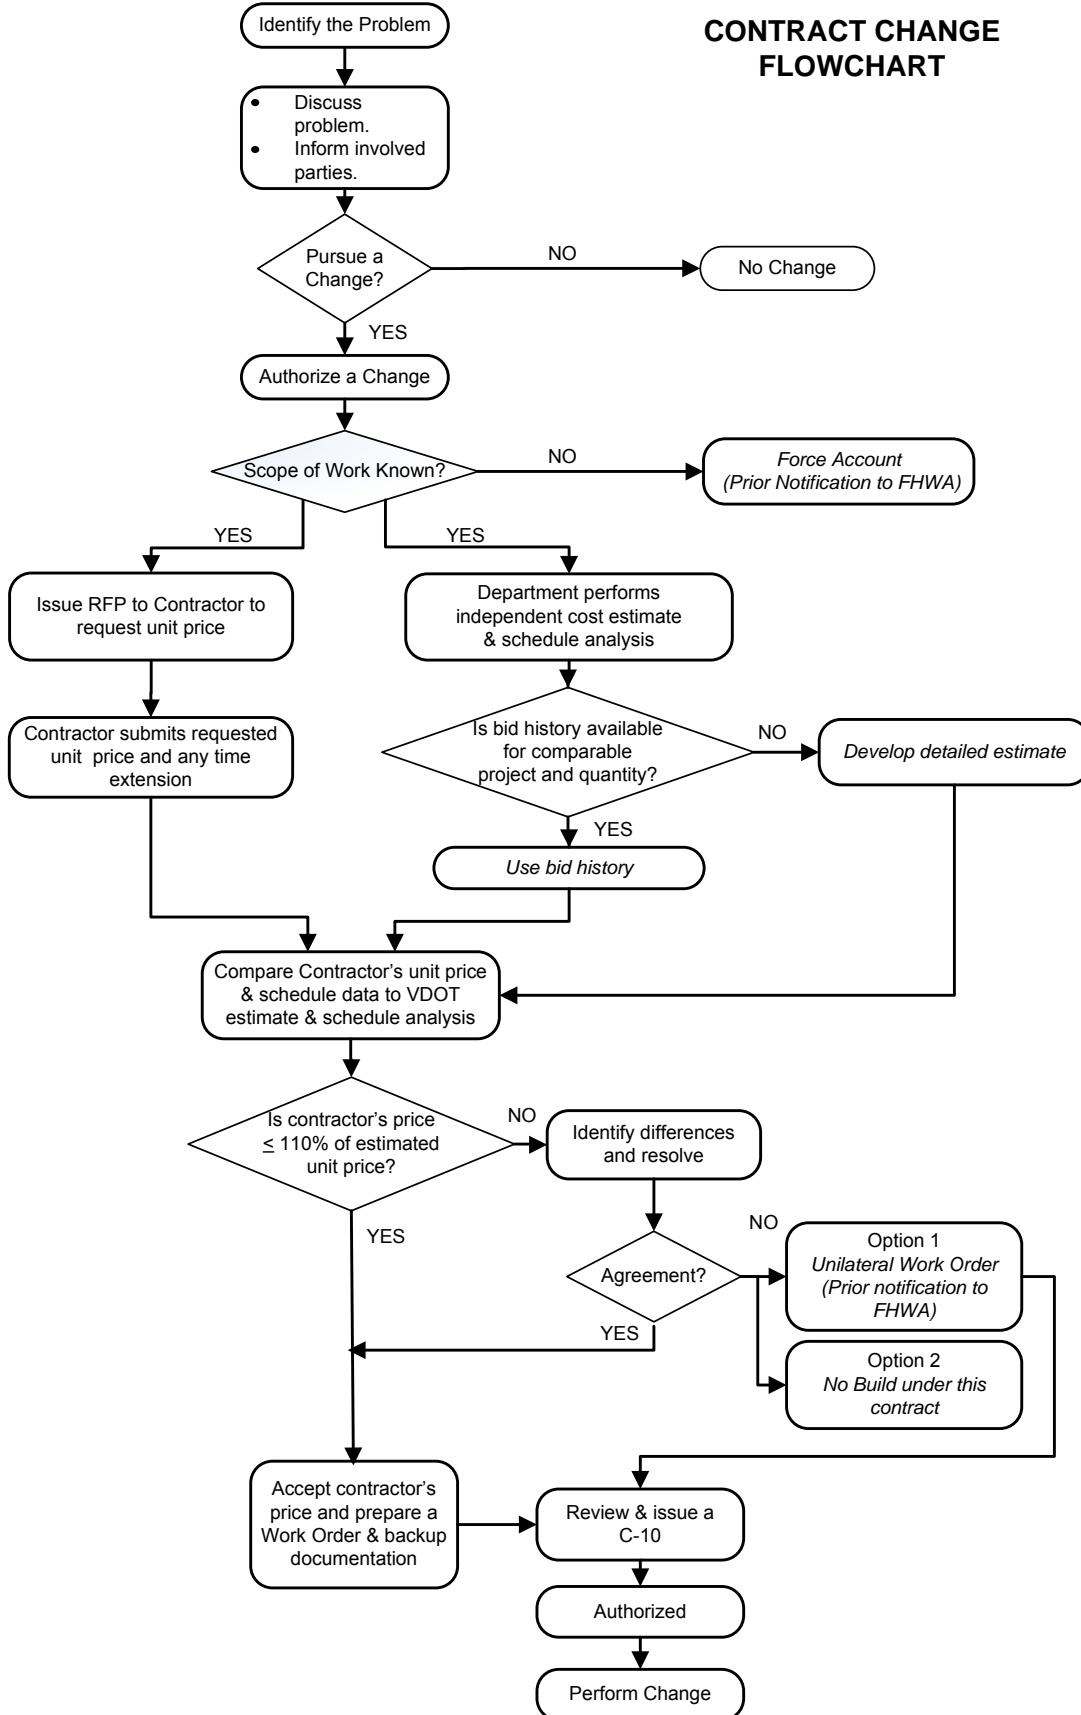 CONTRACT CHANGE
FLOWCHART
Identify the Problem
• Discuss
problem.
• Inform involved
parties.
Pursue a
Change?
NO
No Change
YES
Authorize a Change
Scope of Work Known?
NO
Force Account
(Prior Notification to FHWA)
YES
YES
Issue RFP to Contractor to
request unit price
Department performs
independent cost estimate
& schedule analysis
Contractor submits requested
unit price and any time
extension
Is bid history available
for comparable
project and quantity?
NO
Develop detailed estimate
YES
Use bid history
Compare Contractor’s unit price
& schedule data to VDOT
estimate & schedule analysis
Is contractor’s price
≤ 110% of estimated
unit price?
NO
Identify differences
and resolve
YES
Agreement?
NO
Option 1
Unilateral Work Order
(Prior notification to
FHWA)
YES
Option 2
No Build under this
contract
Accept contractor’s
price and prepare a
Work Order & backup
documentation
Review & issue a
C-10
Authorized
Perform Change